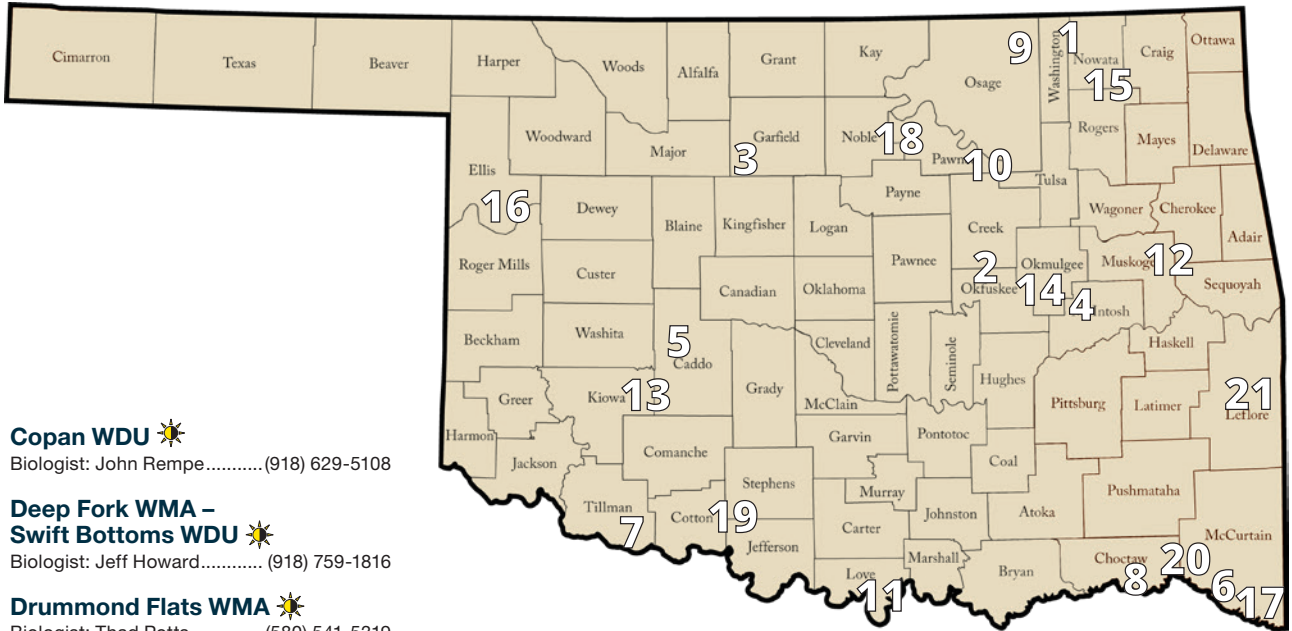 Cimarron
Texas
Beaver
Harper
Woods
Alfalfa
Grant
Kay
Osage
9
Washington
1
Nowata
15
Craig
Ottawa
Woodward
Major
Garfield
3
Noble
18
Pawn
10
Rogers
Mayes
Delaware
Ellis
16
Dewey
Blaine
Kingfisher
Logan
Payne
Creek
Tulsa
Wagoner
Cherokee
Adair
Roger Mills
Custer
Canadian
Oklahoma
Pawnee
2
Okfuskee
Okmulgee
14
4
Intosh
Muskoge
12
Sequoyah
Beckham
Washita
5
Caddo
Grady
Cleveland
McClain
Pottawatomie
Seminole
Hughes
Haskell
Pittsburg
Latimer
21
Leflore
Greer
Kiowa
13
Harmon
Jackson
Comanche
Stephens
Garvin
Pontotoc
Coal
Murray
Tillman
7
Cotton
19
Jefferson
Carter
Johnston
Atoka
Pushmataha
McCurtain
Love
11
Marshall
Bryan
Choctaw
8
20
6
17
Copan WDU
Biologist: John Rempe...........(918) 629-5108
Deep Fork WMA –
Swift Bottoms WDU
Biologist: Jeff Howard............ (918) 759-1816
Drummond Flats WMA